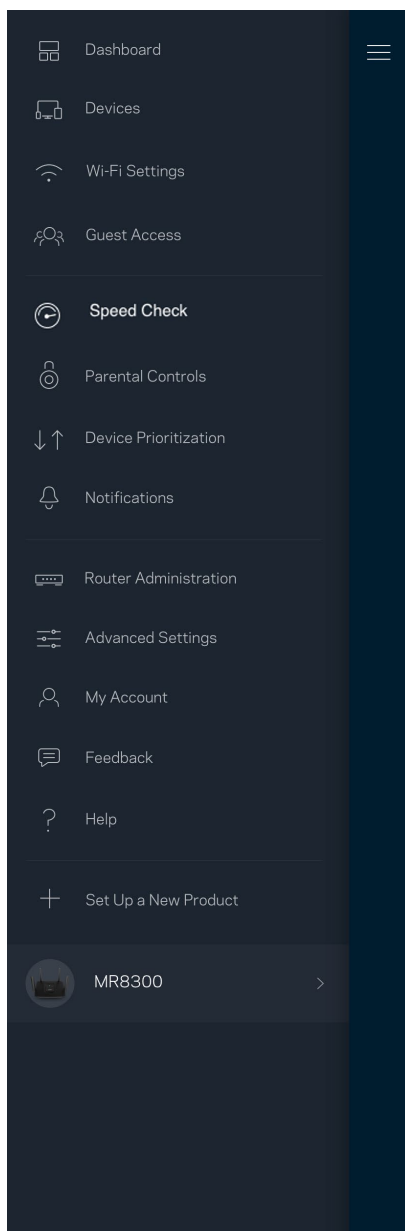 Dashboard
Devices
Wi-Fi Settings
Guest Access
Speed Check
Parental Controls
Device Prioritization
Notifications
Router Administration
Advanced Settings
My Account
Feedback
Help
Set Up a New Product
MR8300